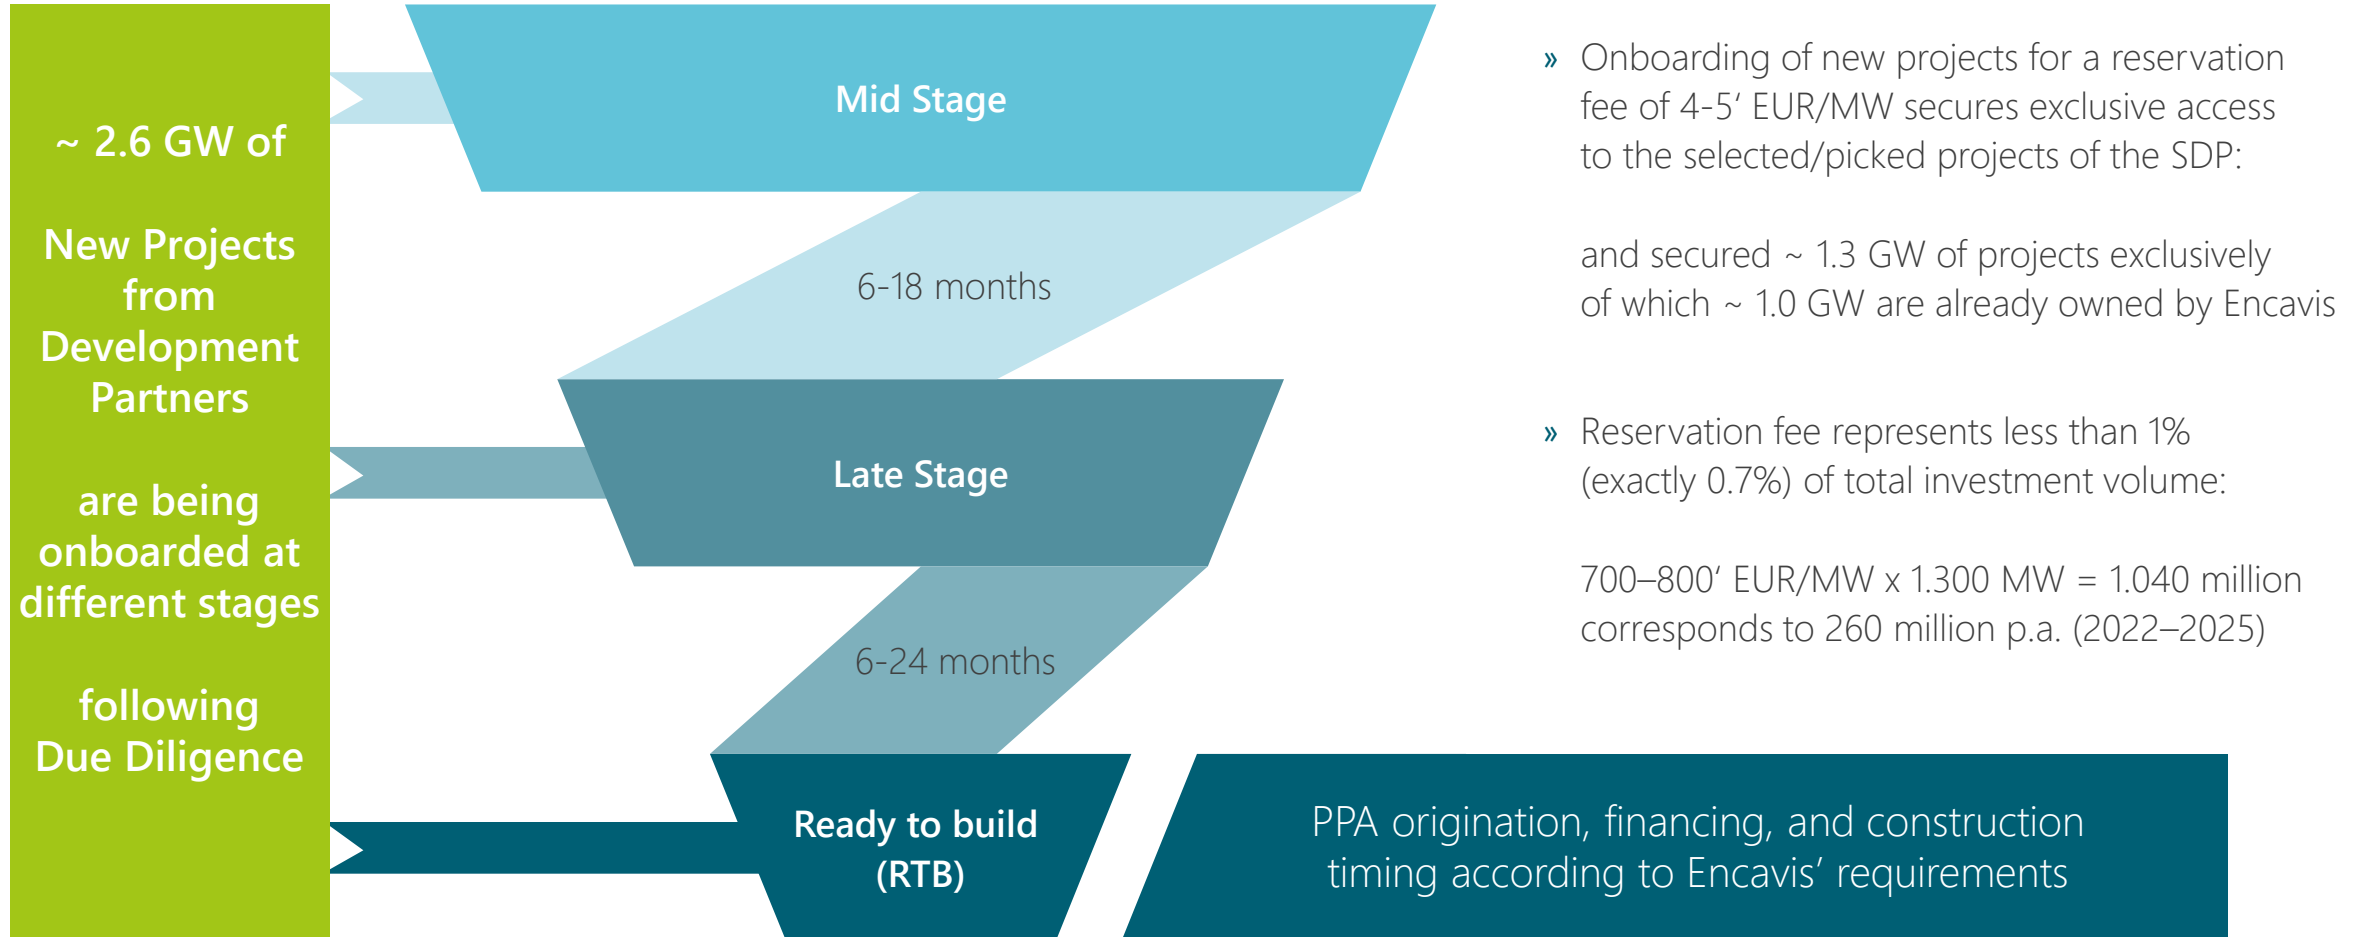 ~ 2.6 GW of
New Projects
from
Development
Partners
are being
onboarded at
different stages
following
Due Diligence
Mid Stage
6-18 months
Late Stage
6-24 months
Ready to build
(RTB)
» Onboarding of new projects for a reservation
fee of 4-5‘ EUR/MW secures exclusive access
to the selected/picked projects of the SDP:
and secured ~ 1.3 GW of projects exclusively
of which ~ 1.0 GW are already owned by Encavis
» Reservation fee represents less than 1%
(exactly 0.7%) of total investment volume:
700–800‘ EUR/MW x 1.300 MW = 1.040 million
corresponds to 260 million p.a. (2022–2025)
PPA origination, financing, and construction
timing according to Encavis’ requirements